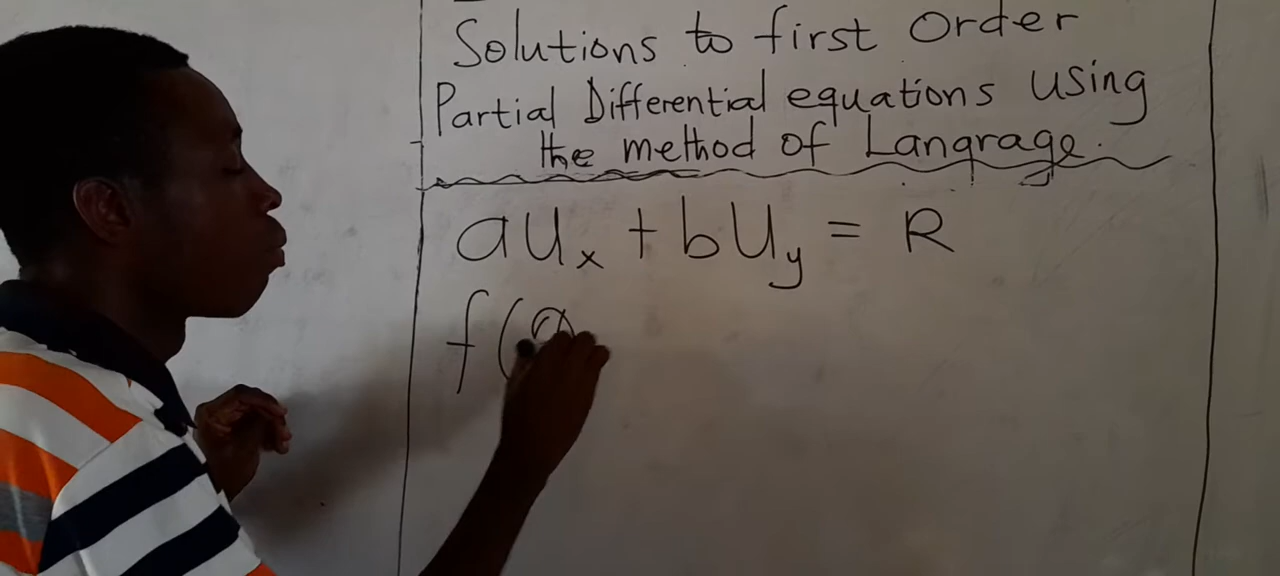 Solutions to first Order
Partial Differential equations using
the method of Langrage.
aUx + bUy = R
f(